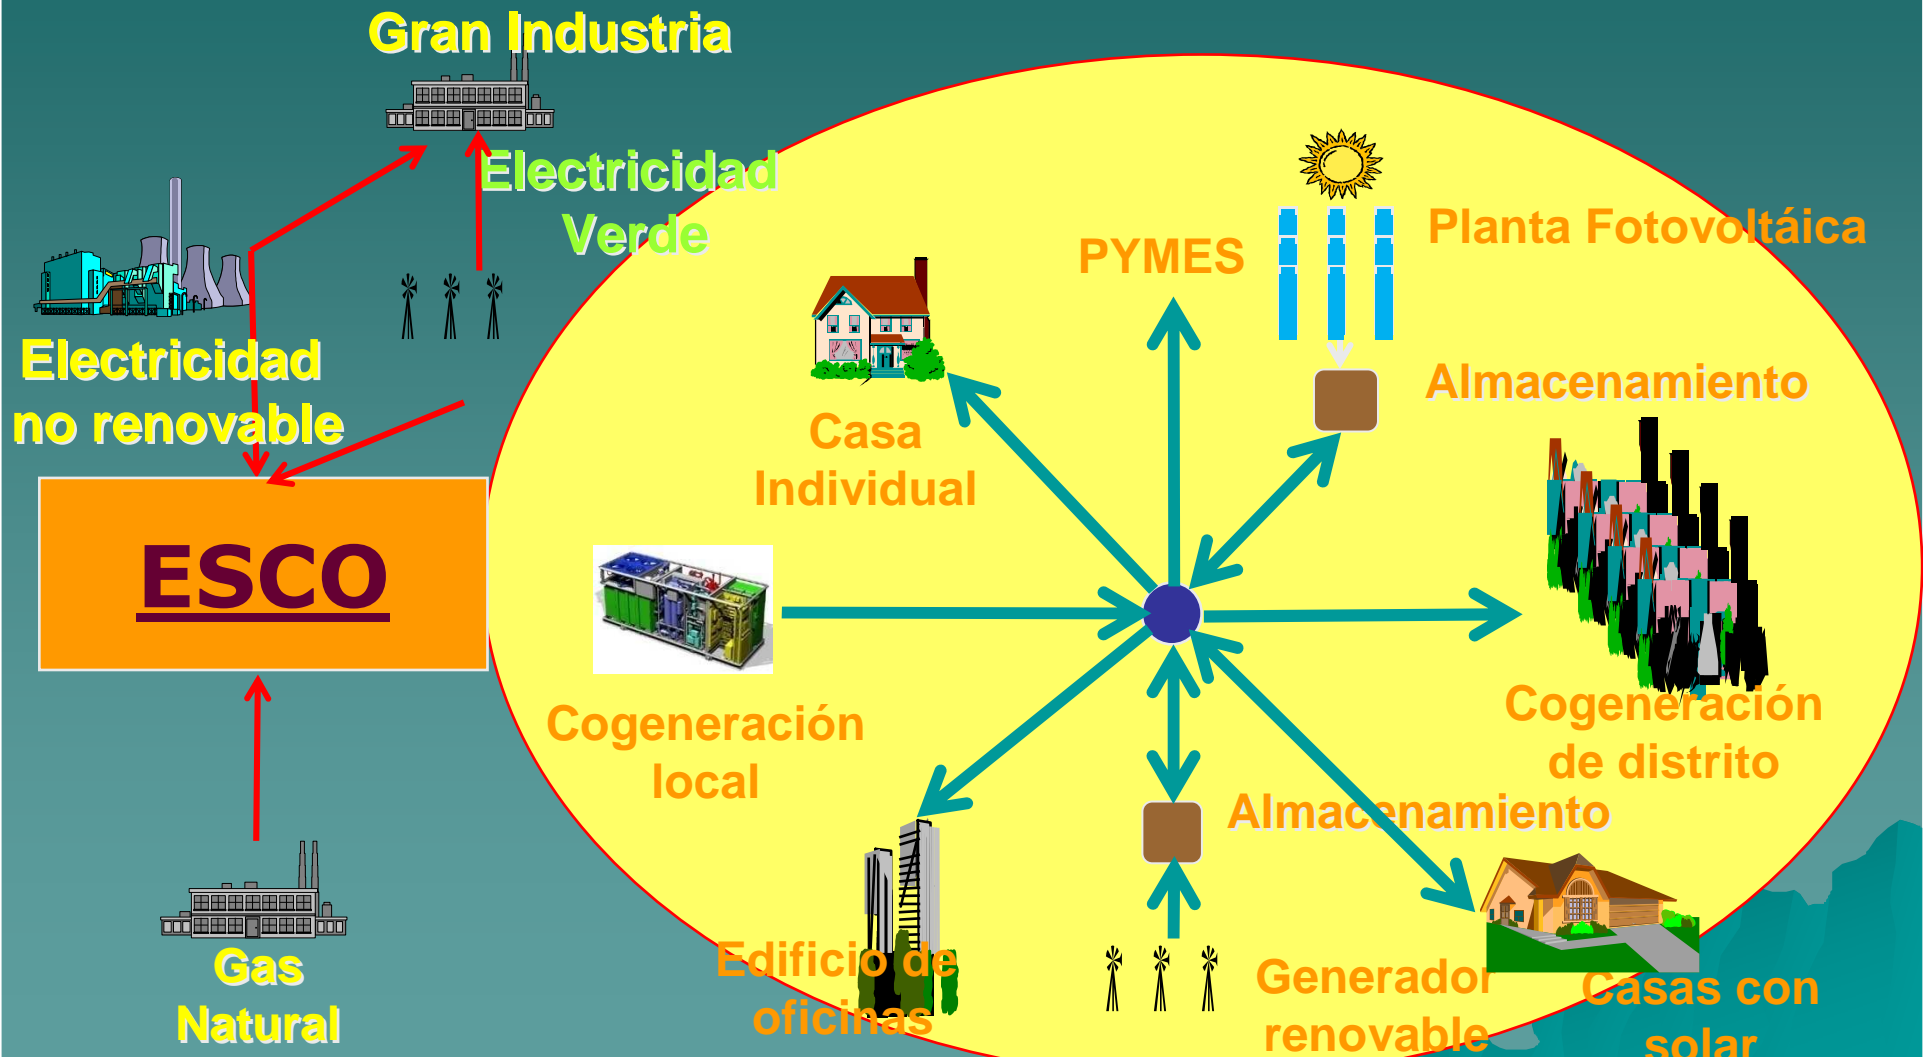 Gran Industria
Electricidad
Verde
Electricidad
no renovable
ESCO
Gas
Natural
PYMES
Planta Fotovoltáica
Almacenamiento
Casa
Individual
Cogeneración
local
Cogeneración
de distrito
Almacenamiento
Edificio de
oficinas
Generador
renovable
Casas con
solar